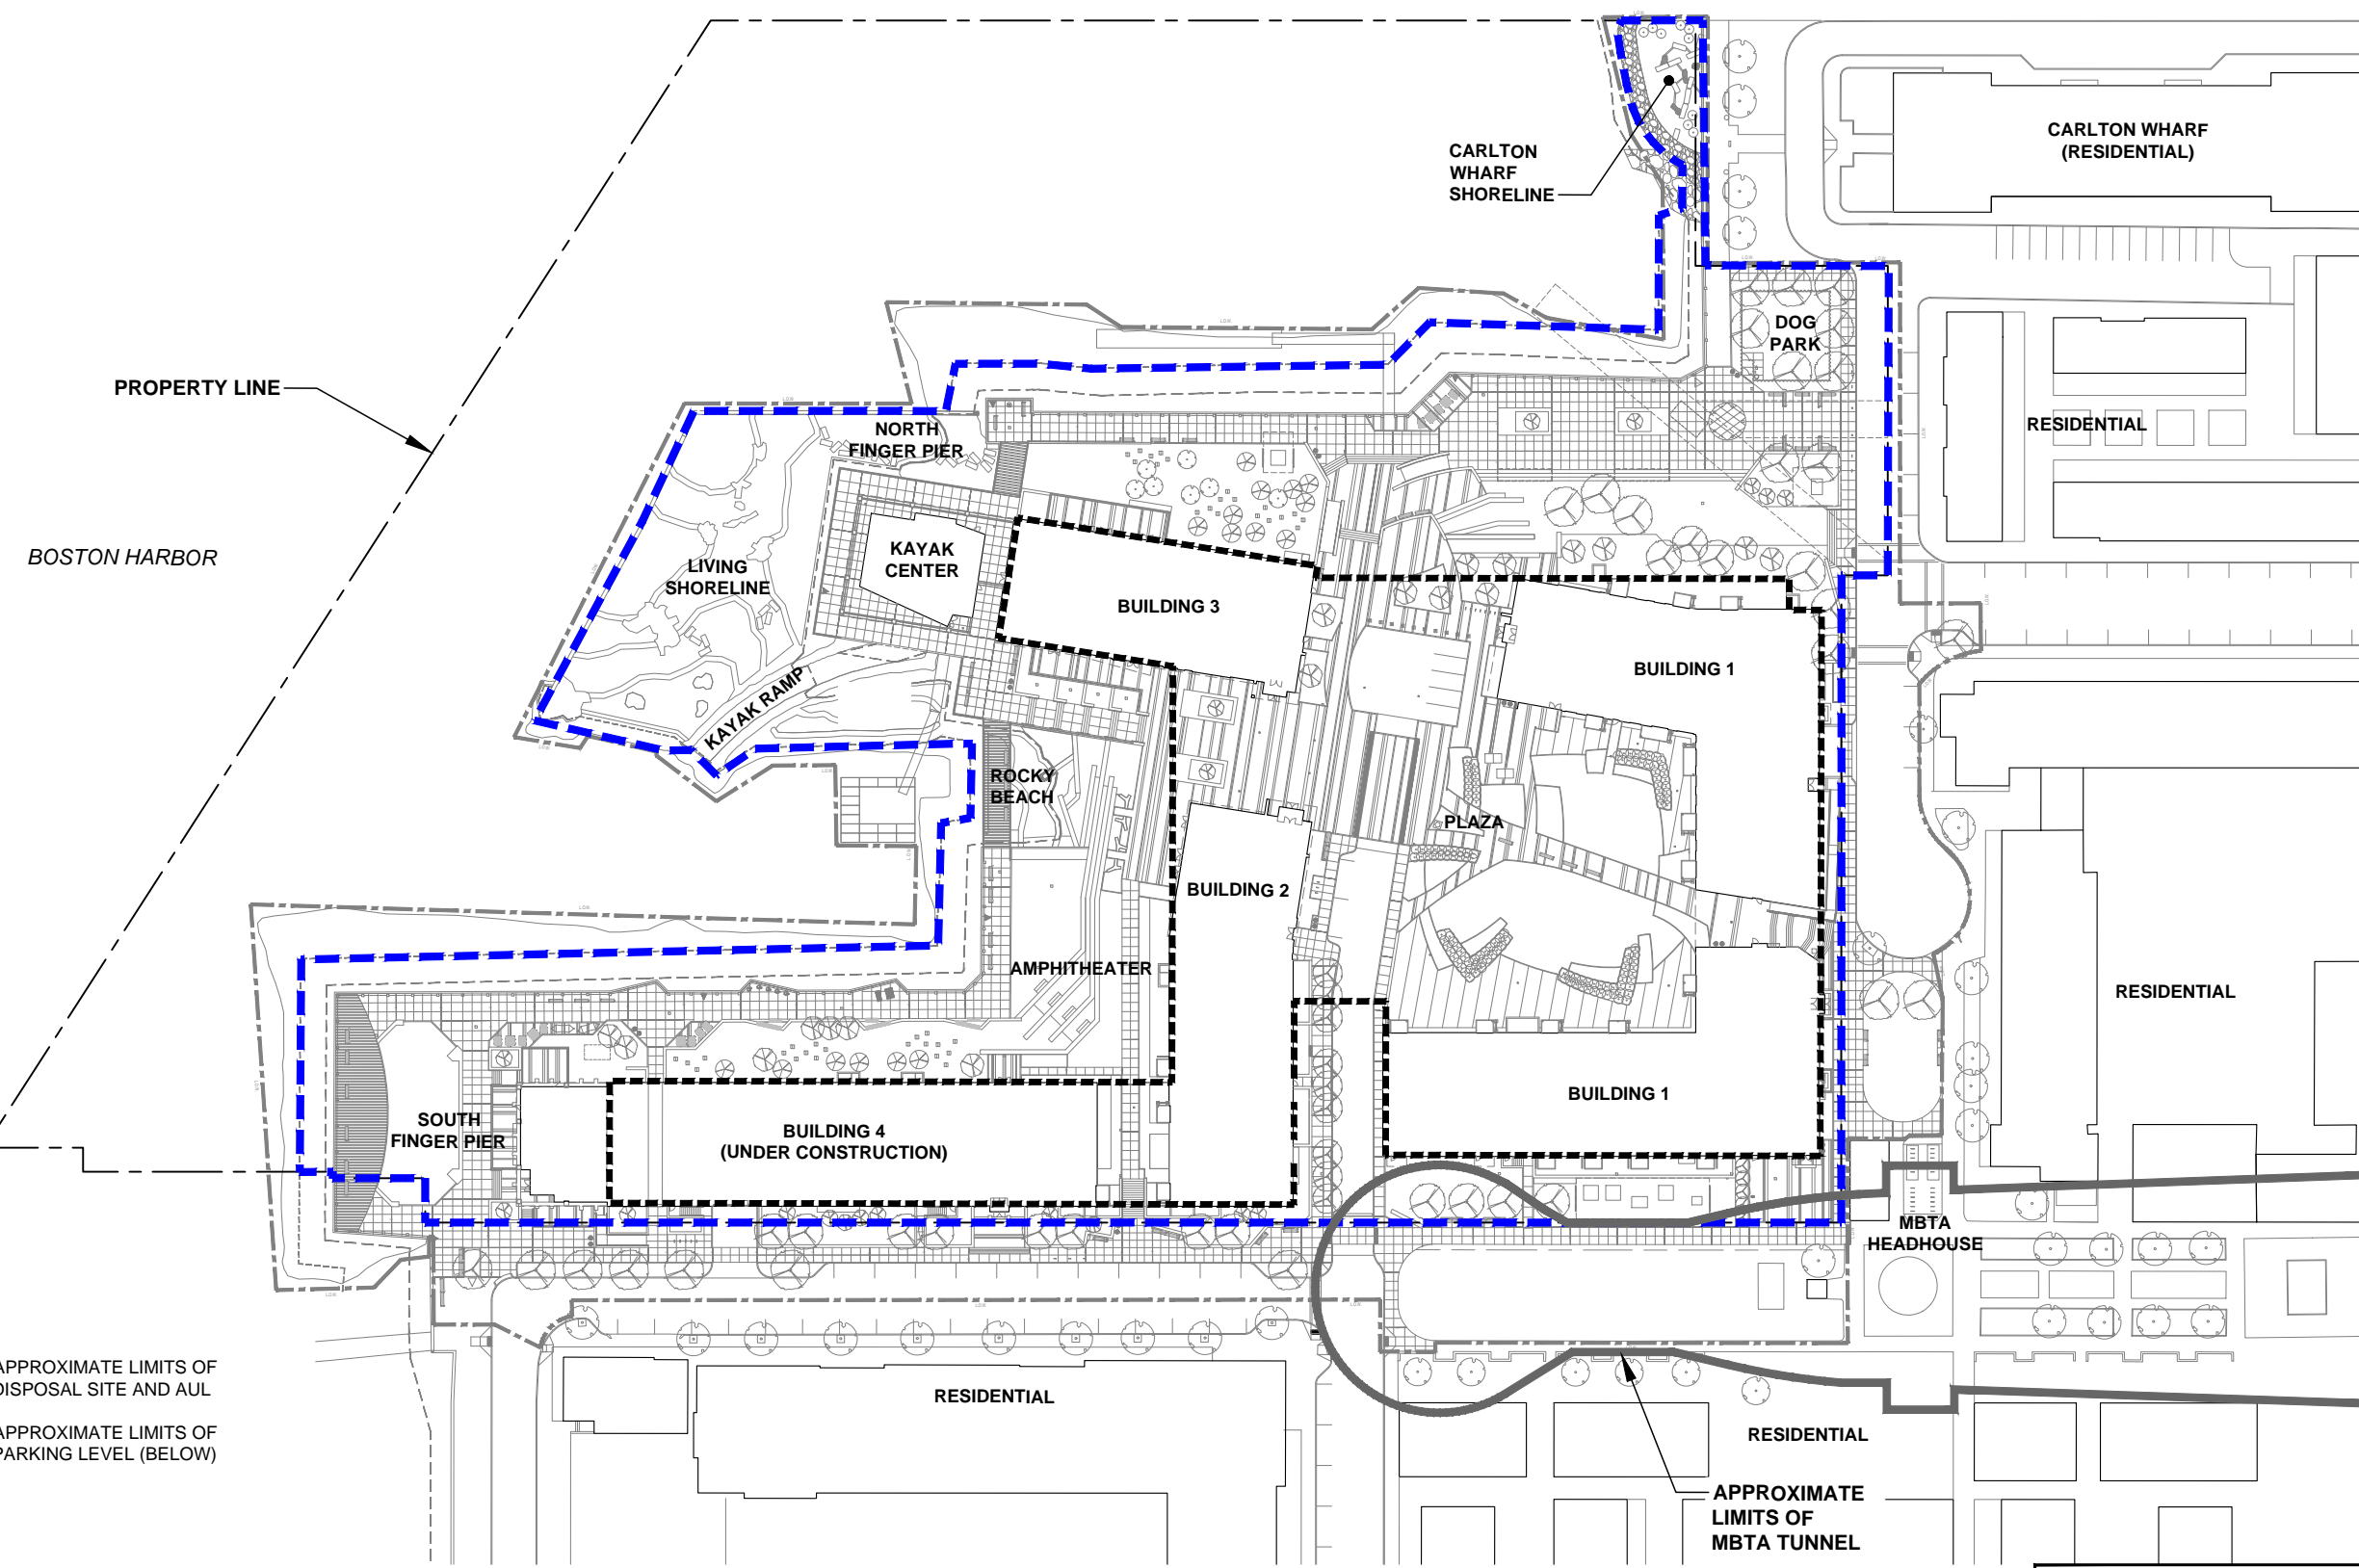 CARLTON WHARF
(RESIDENTIAL)
CARLTON
WHARF
SHORELINE
DOG
PARK
PROPERTY LINE
RESIDENTIAL
NORTH
FINGER PIER
BOSTON HARBOR
KAYAK
CENTER
LIVING
SHORELINE
BUILDING 3
BUILDING 1
KAYAK RAMP
ROCKY
BEACH
PLAZA
BUILDING 2
AMPHITHEATER
RESIDENTIAL
BUILDING 1
SOUTH
FINGER PIER
BUILDING 4
(UNDER CONSTRUCTION)
MBTA
HEADHOUSE
APPROXIMATE LIMITS OF
DISPOSAL SITE AND AUL
APPROXIMATE LIMITS OF
PARKING LEVEL (BELOW)
RESIDENTIAL
RESIDENTIAL
APPROXIMATE
LIMITS OF
MBTA TUNNEL